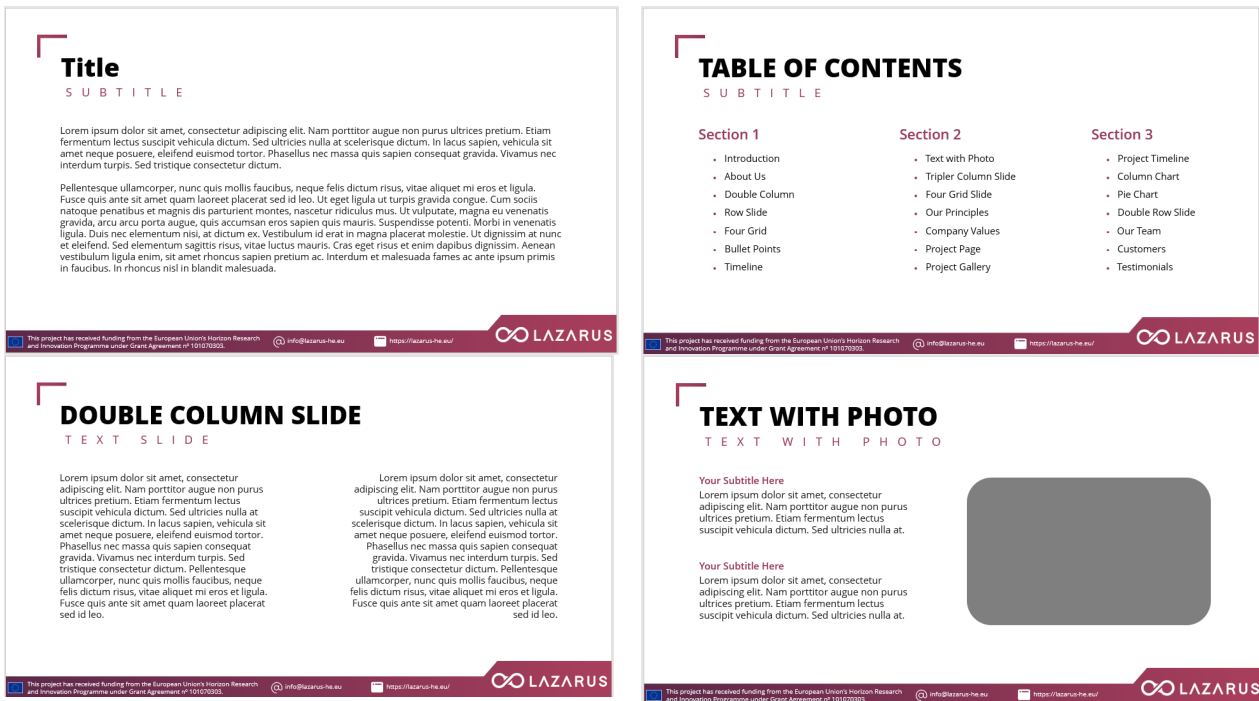 Title
SUBTITLE
Lorem ipsum dolor sit amet, consectetur adipiscing elit. Nam porttitor augue non purus ultrices pretium. Etiam
fermentum lectus suscipit vehicula dictum. Sed ultricies nulla at scelerisque dictum. In lacus sapien, vehicula sit
amet neque posuere, eleifend euismod tortor. Phasellus nec massa quis sapien consequat gravida. Vivamus nec
interdum turpis. Sed tristique consectetur dictum.
Pellentesque ullamcorper, nunc quis mollis faucibus, neque felis dictum risus, vitae aliquet mi eros et ligula.
Fusce quis ante sit amet quam laoreet placerat sed id leo. Ut eget ligula ut turpis gravida congue. Cum sociis
natoque penatibus et magnis dis parturient montes, nascetur ridiculus mus. Ut vulputate, magna eu venenatis
gravida, arcu arcu porta augue, quis accumsan eros sapien quis mauris. Suspendisse potenti. Morbi in venenatis
ligula. Duis nec elementum nisi, at dictum ex. Vestibulum id erat in magna placerat molestie. Ut dignissim at nunc
et eleifend. Sed elementum sagittis risus, vitae luctus mauris. Cras eget risus et enim dapibus dignissim. Aenean
vestibulum ligula enim, sit amet rhoncus sapien pretium ac. Interdum et malesuada fames ac ante ipsum primis
in faucibus. In rhoncus nisl in blandit malesuada.
This project has received funding from the European Union's Horizon Research
and Innovation Programme under Grant Agreement nº 101070303.
info@lazarus-he.eu
https://lazarus-he.eu/
LAZARUS
TABLE OF CONTENTS
SUBTITLE
Section 1
• Introduction
• About Us
• Double Column
• Row Slide
• Four Grid
• Bullet Points
• Timeline
Section 2
• Text with Photo
• Tripler Column Slide
• Four Grid Slide
• Our Principles
• Company Values
• Project Page
• Project Gallery
Section 3
• Project Timeline
• Column Chart
• Pie Chart
• Double Row Slide
• Our Team
• Customers
• Testimonials
This project has received funding from the European Union's Horizon Research
and Innovation Programme under Grant Agreement nº 101070303.
info@lazarus-he.eu
https://lazarus-he.eu/
LAZARUS
DOUBLE COLUMN SLIDE
TEXT SLIDE
Lorem ipsum dolor sit amet, consectetur
adipiscing elit. Nam porttitor augue non purus
ultrices pretium. Etiam fermentum lectus
suscipit vehicula dictum. Sed ultricies nulla at
scelerisque dictum. In lacus sapien, vehicula sit
amet neque posuere, eleifend euismod tortor.
Phasellus nec massa quis sapien consequat
gravida. Vivamus nec interdum turpis. Sed
tristique consectetur dictum. Pellentesque
ullamcorper, nunc quis mollis faucibus, neque
felis dictum risus, vitae aliquet mi eros et ligula.
Fusce quis ante sit amet quam laoreet placerat
sed id leo.
Lorem ipsum dolor sit amet, consectetur
adipiscing elit. Nam porttitor augue non purus
ultrices pretium. Etiam fermentum lectus
suscipit vehicula dictum. Sed ultricies nulla at
scelerisque dictum. In lacus sapien, vehicula sit
amet neque posuere, eleifend euismod tortor.
Phasellus nec massa quis sapien consequat
gravida. Vivamus nec interdum turpis. Sed
tristique consectetur dictum. Pellentesque
ullamcorper, nunc quis mollis faucibus, neque
felis dictum risus, vitae aliquet mi eros et ligula.
Fusce quis ante sit amet quam laoreet placerat
sed id leo.
This project has received funding from the European Union's Horizon Research
and Innovation Programme under Grant Agreement nº 101070303.
info@lazarus-he.eu
https://lazarus-he.eu/
LAZARUS
TEXT WITH PHOTO
TEXT WITH PHOTO
Your Subtitle Here
Lorem ipsum dolor sit amet, consectetur
adipiscing elit. Nam porttitor augue non purus
ultrices pretium. Etiam fermentum lectus
suscipit vehicula dictum. Sed ultricies nulla at.
Your Subtitle Here
Lorem ipsum dolor sit amet, consectetur
adipiscing elit. Nam porttitor augue non purus
ultrices pretium. Etiam fermentum lectus
suscipit vehicula dictum. Sed ultricies nulla at.
This project has received funding from the European Union's Horizon Research
and Innovation Programme under Grant Agreement nº 101070303.
info@lazarus-he.eu
https://lazarus-he.eu/
LAZARUS